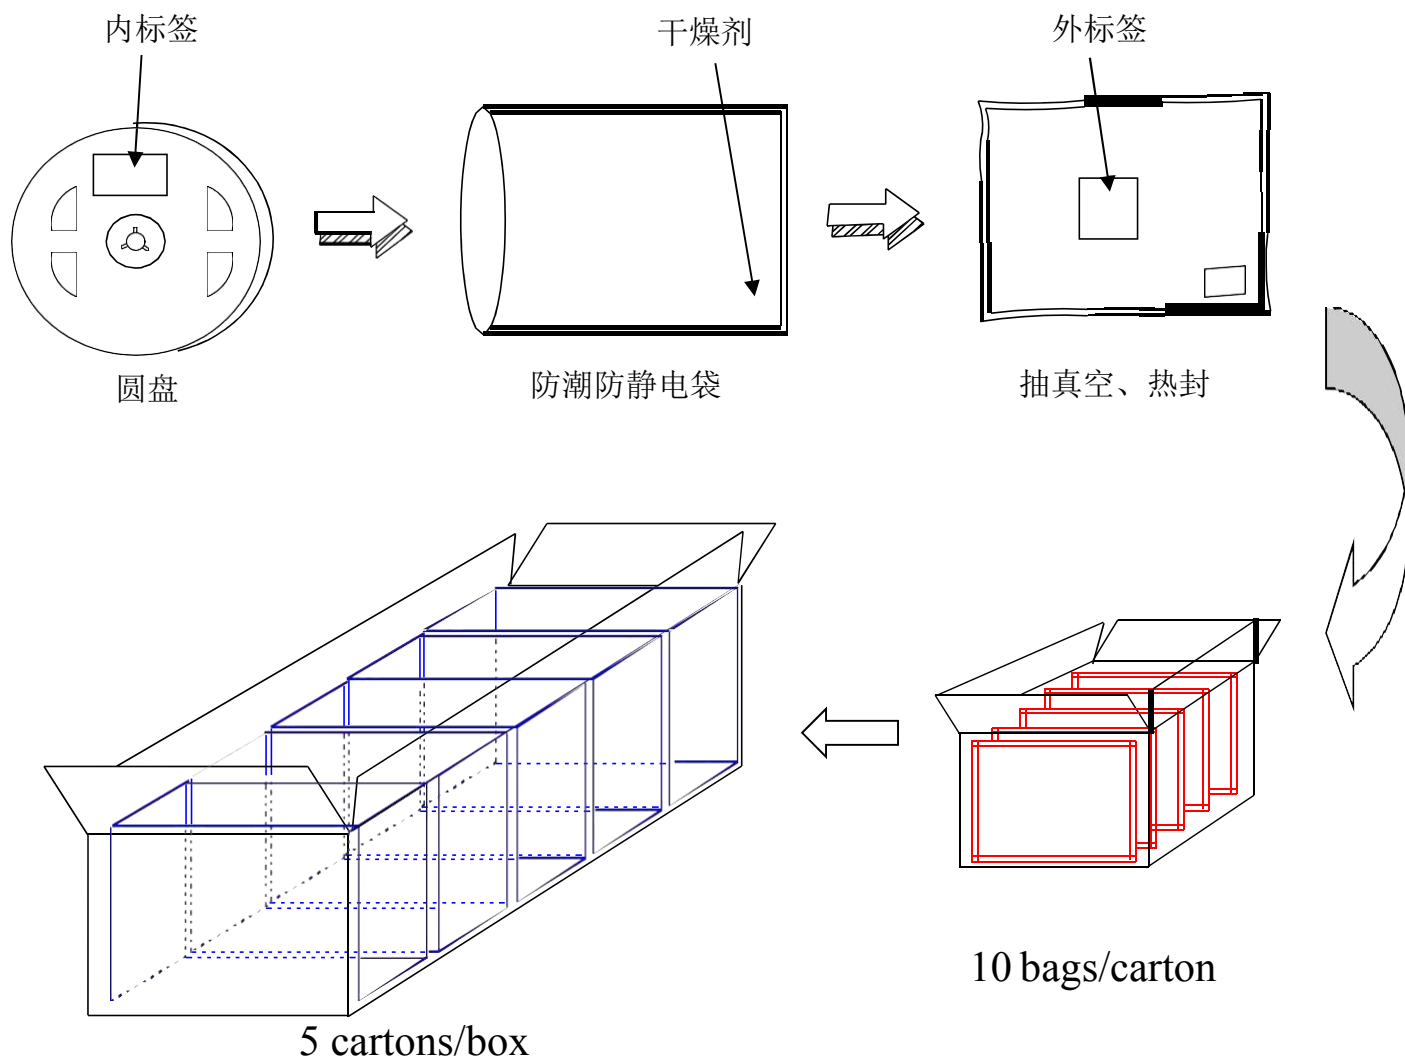 内标签
干燥剂
外标签
圆盘
防潮防静电袋
抽真空、热封
10 bags/carton
5 cartons/box